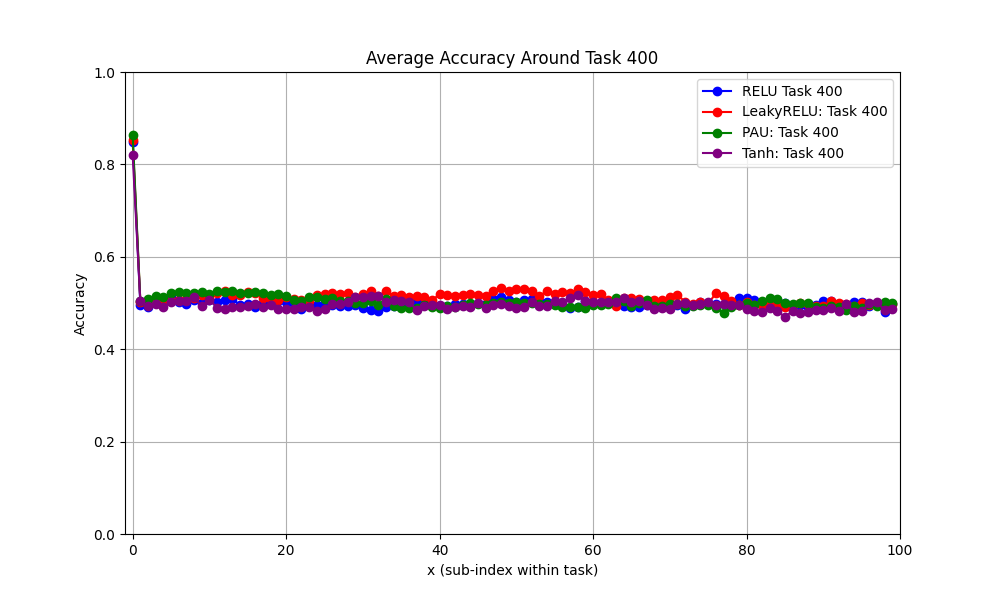 Average Accuracy Around Task 400
1.0
0.8
0.6
0.4
0.2
0.0
Accuracy
RELU Task 400
LeakyRELU: Task 400
PAU: Task 400
Tanh: Task 400
0 20 40 60 80 100
x (sub-index within task)